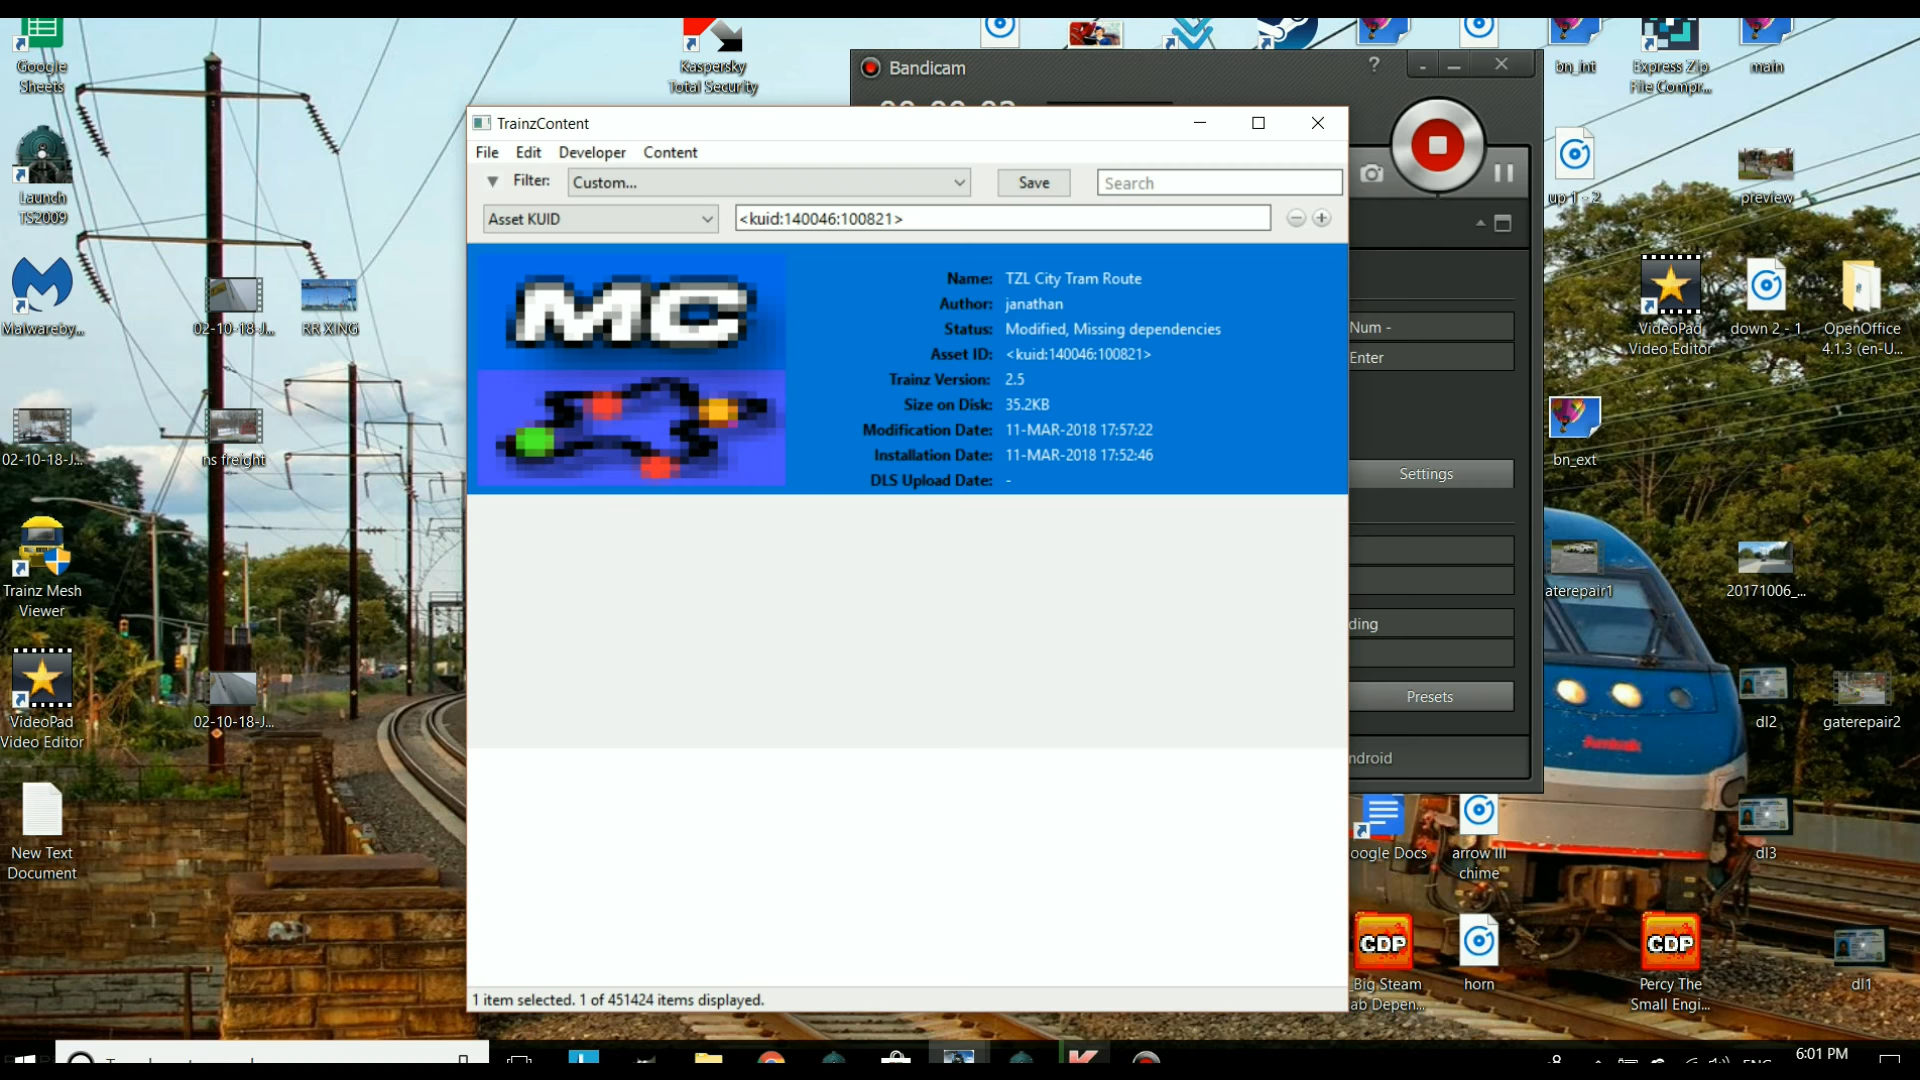 Google
Sheets
Kaspersky
Total Security
Bandicam
?
bn_int
Express Zip
File Compr...
main
TrainzContent
File Edit Developer Content
Filter: Custom... Save Search
Asset KUID <kuid:140046:100821>
Launch
TS2009
up 1 - 2
preview
MC
Name: TZL City Tram Route
Author: janathan
Status: Modified, Missing dependencies
Asset ID: <kuid:140046:100821>
Trainz Version: 2.5
Size on Disk: 35.2KB
Modification Date: 11-MAR-2018 17:57:22
Installation Date: 11-MAR-2018 17:52:46
DLS Upload Date: -
Malwareby...
02-10-18-J...
RR XING
Num -
Enter
VideoPad
Video Editor
down 2 - 1
OpenOffice
4.1.3 (en-U...
02-10-18-J...
ns freight
Settings
bn_ext
Trainz Mesh
Viewer
aterepair1
20171006_...
ding
VideoPad
Video Editor
02-10-18-J...
Presets
dl2
gaterepair2
ndroid
New Text
Document
oogle Docs
arrow III
chime
dl3
CDP
Big Steam
ab Depen...
horn
CDP
Percy The
Small Engi...
dl1
1 item selected. 1 of 451424 items displayed.
6:01 PM